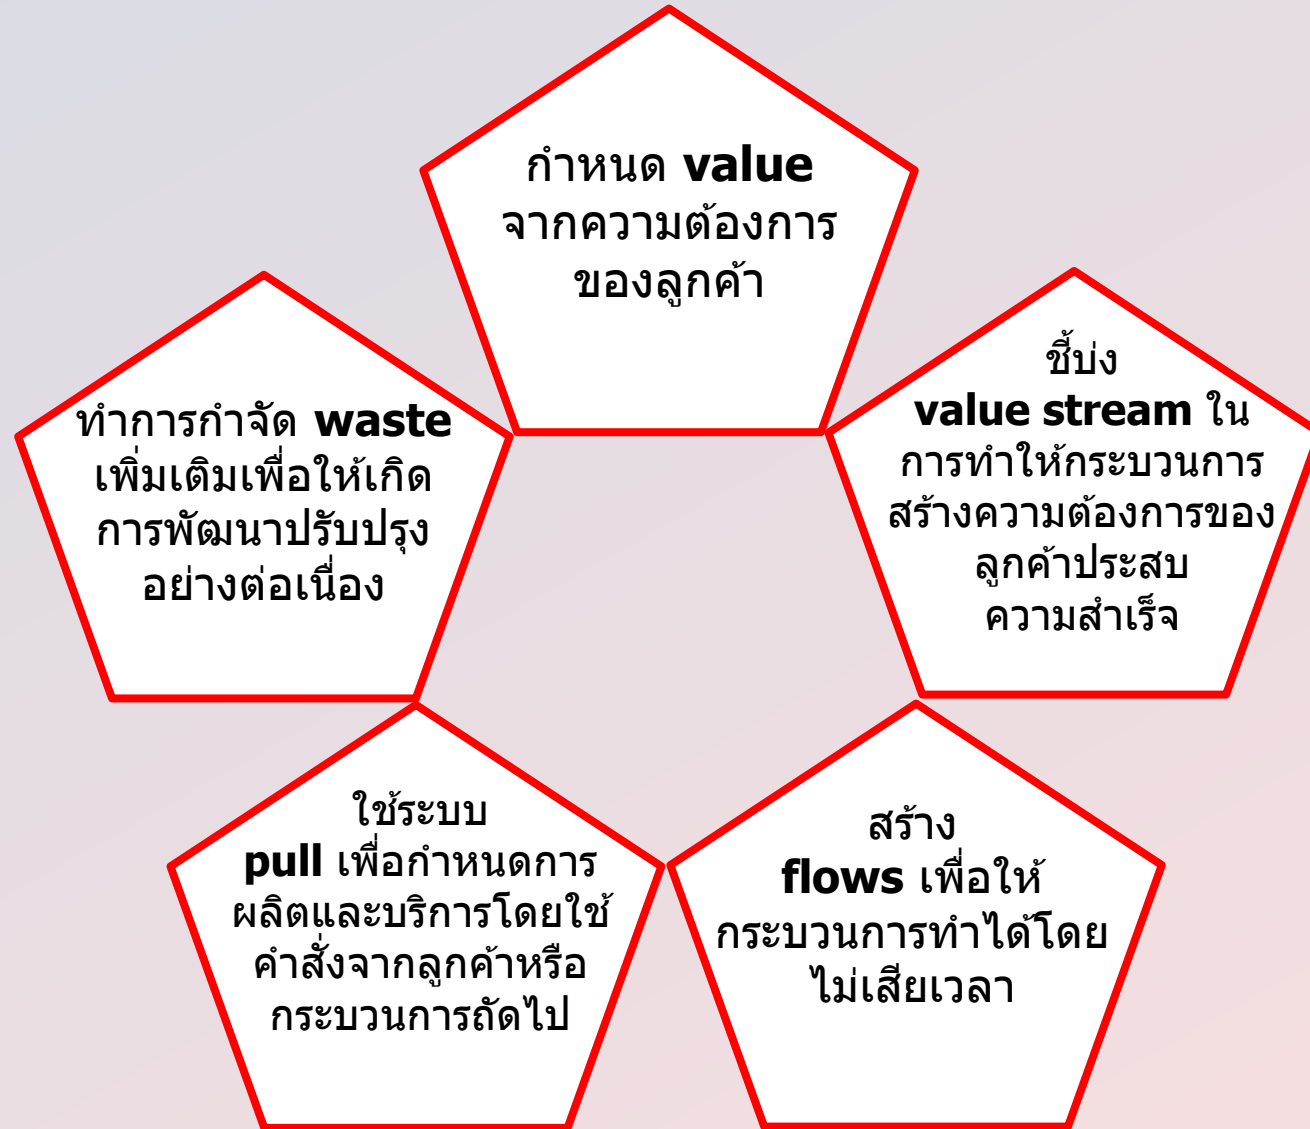 กำหนด value
จากความต้องการ
ของลูกค้า
ชี้บ่ง
value stream ใน
การทำให้กระบวนการ
สร้างความต้องการของ
ลูกค้าประสบ
ความสำเร็จ
สร้าง
flows เพื่อให้
กระบวนการทำได้โดย
ไม่เสียเวลา
ใช้ระบบ
pull เพื่อกำหนดการ
ผลิตและบริการโดยใช้
คำสั่งจากลูกค้าหรือ
กระบวนการถัดไป
ทำการกำจัด waste
เพิ่มเติมเพื่อให้เกิด
การพัฒนาปรับปรุง
อย่างต่อเนื่อง